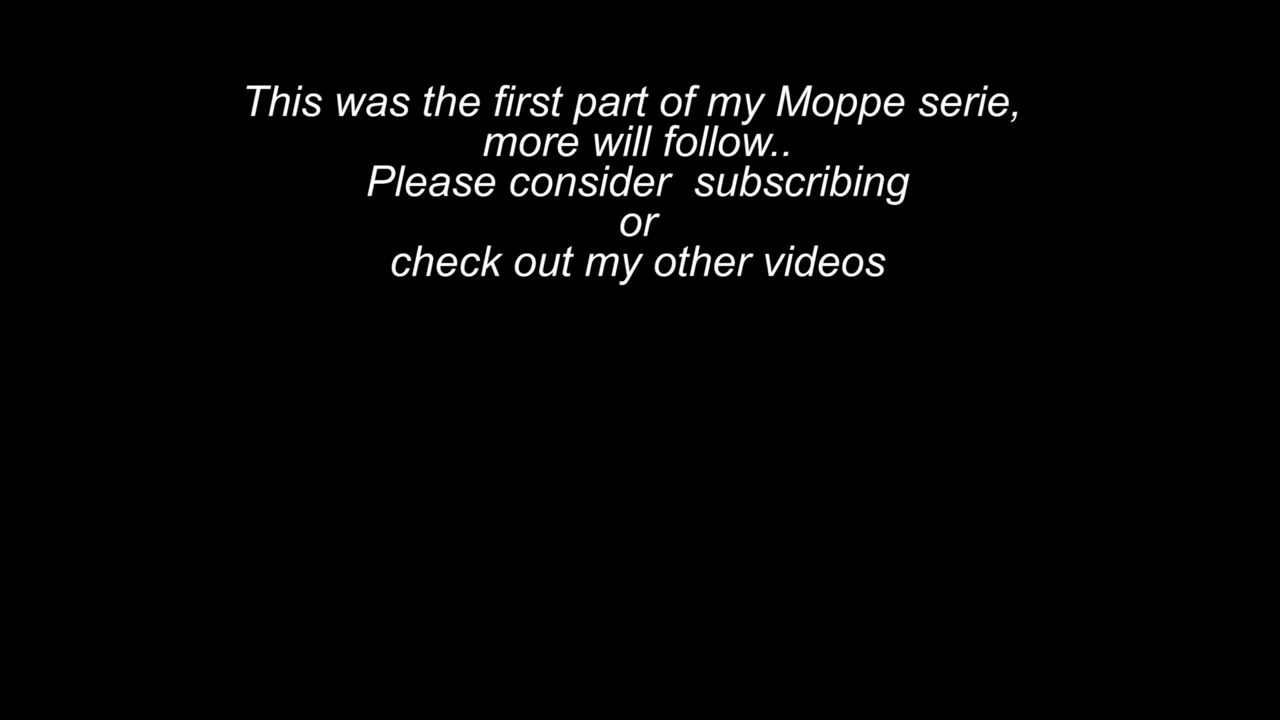 This was the first part of my Moppe serie,
more will follow..
Please consider  subscribing
or
check out my other videos